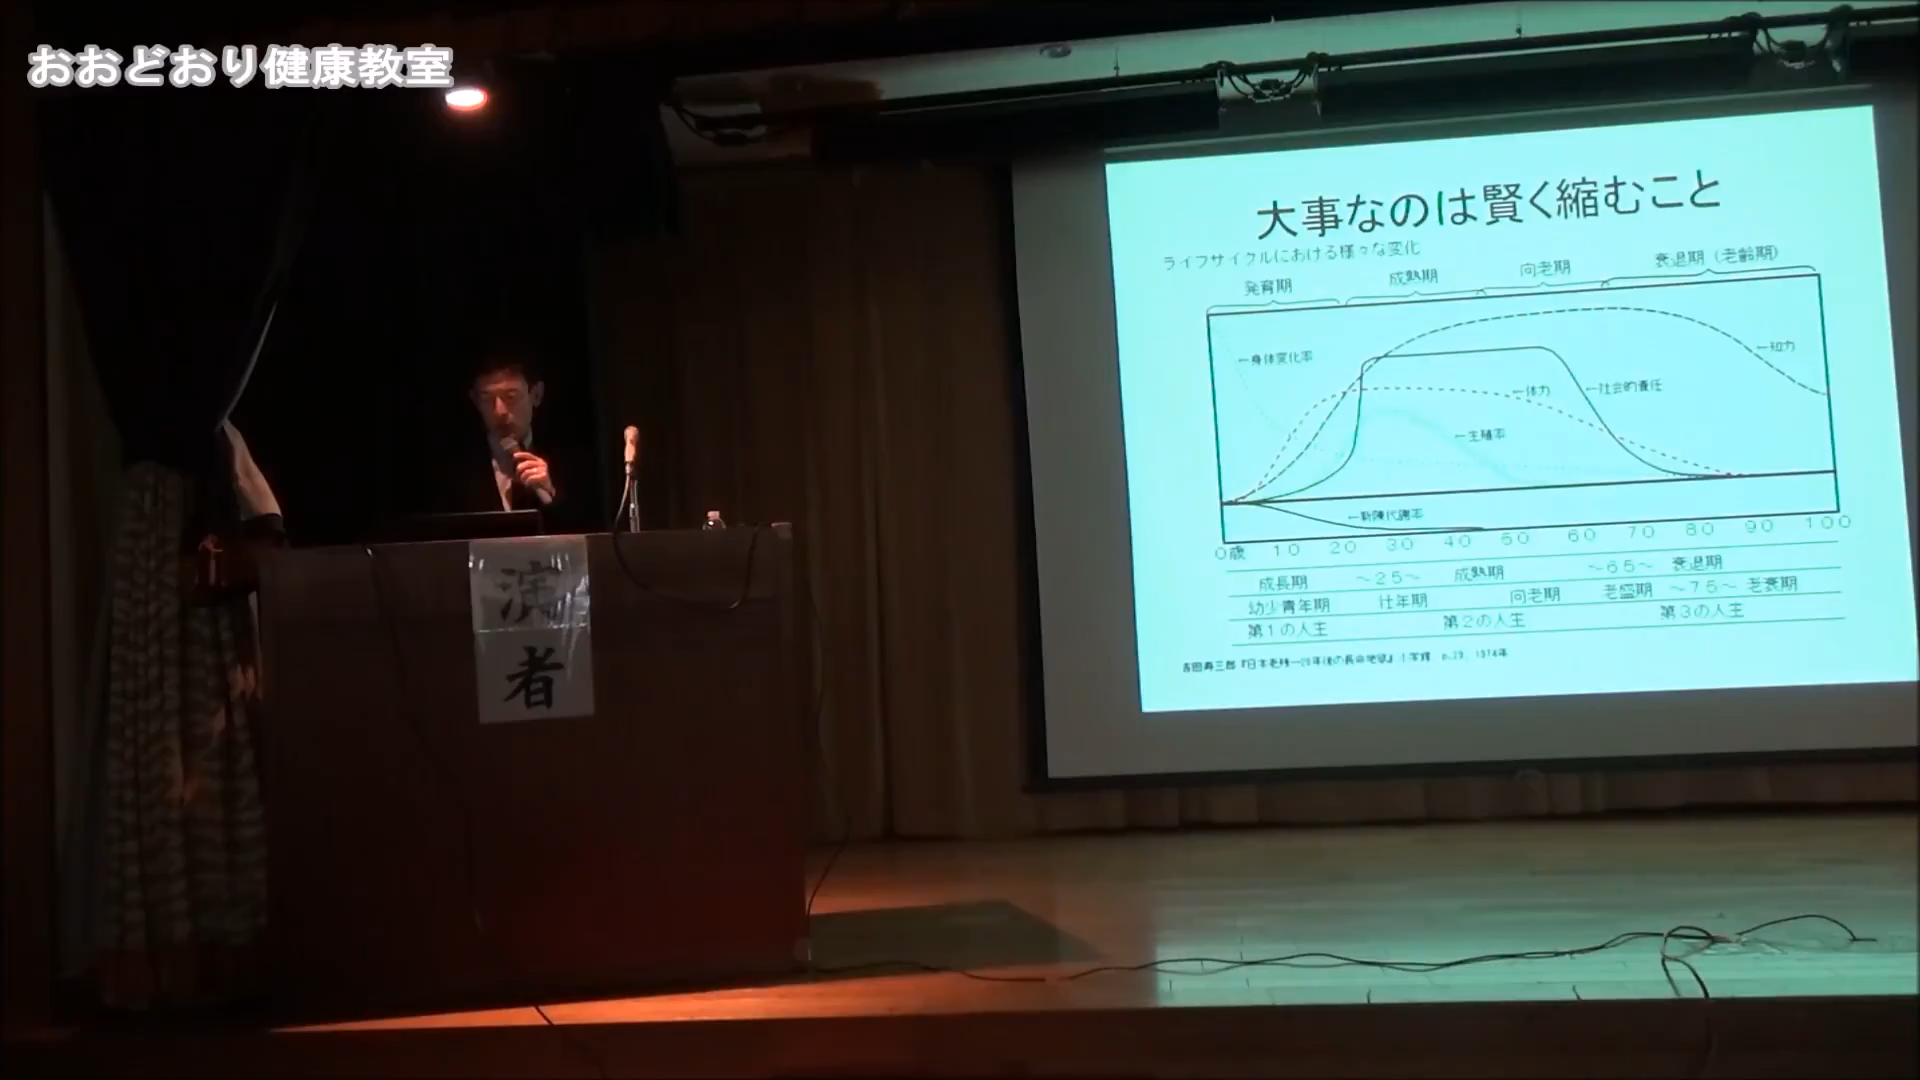 おおどおり健康教室
演
者
大事なのは賢く縮むこと
ライフサイクルにおける様々な変化
発育期 成熟期 向老期 衰退期（老齢期）
←身体変化率
←知力
←体力 ←社会的責任
←生殖率
←新陳代謝率
0歳 10 20 30 40 50 60 70 80 90 100
成長期 ～25～ 成熟期 ～65～ 衰退期
幼少青年期 壮年期 向老期 老盛期 ～75～ 老衰期
第1の人生 第2の人生 第3の人生